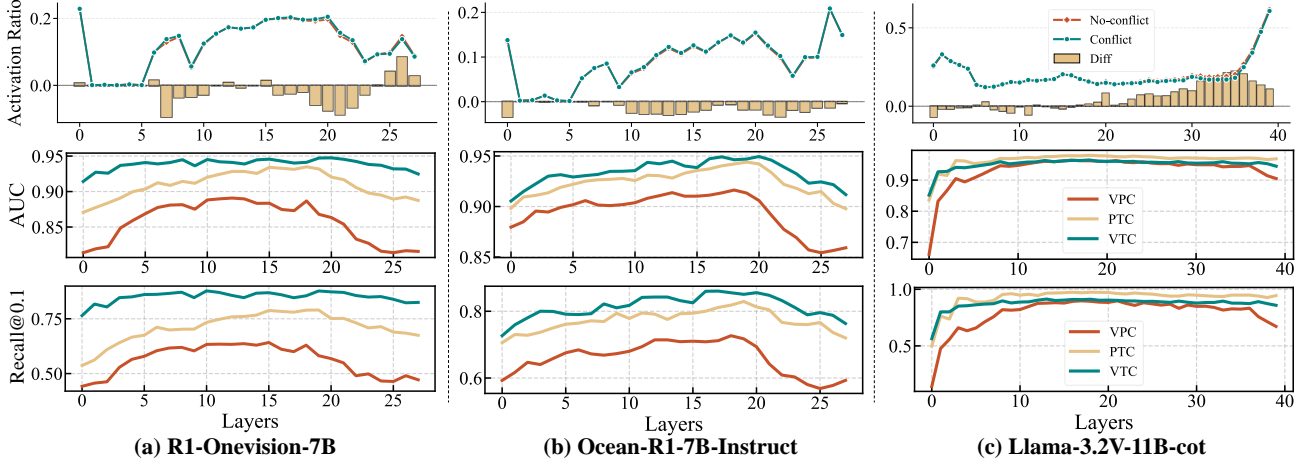 Activation Ratio
0.2
0.0
0 5 10 15 20 25
0.2
0.1
0.0
0 5 10 15 20 25
0.5
0.0
0 10 20 30 40
No-conflict
Conflict
Diff
AUC
0.95
0.90
0.85
0 5 10 15 20 25
0.95
0.90
0.85
0 5 10 15 20 25
0.9
0.8
0.7
0.6
0 10 20 30 40
VPC
PTC
VTC
Recall@0.1
0.75
0.50
0 5 10 15 20 25
0.8
0.6
0 5 10 15 20 25
1.0
0.5
0 10 20 30 40
VPC
PTC
VTC
Layers
Layers
Layers
(a) R1-Onevision-7B
(b) Ocean-R1-7B-Instruct
(c) Llama-3.2V-11B-cot